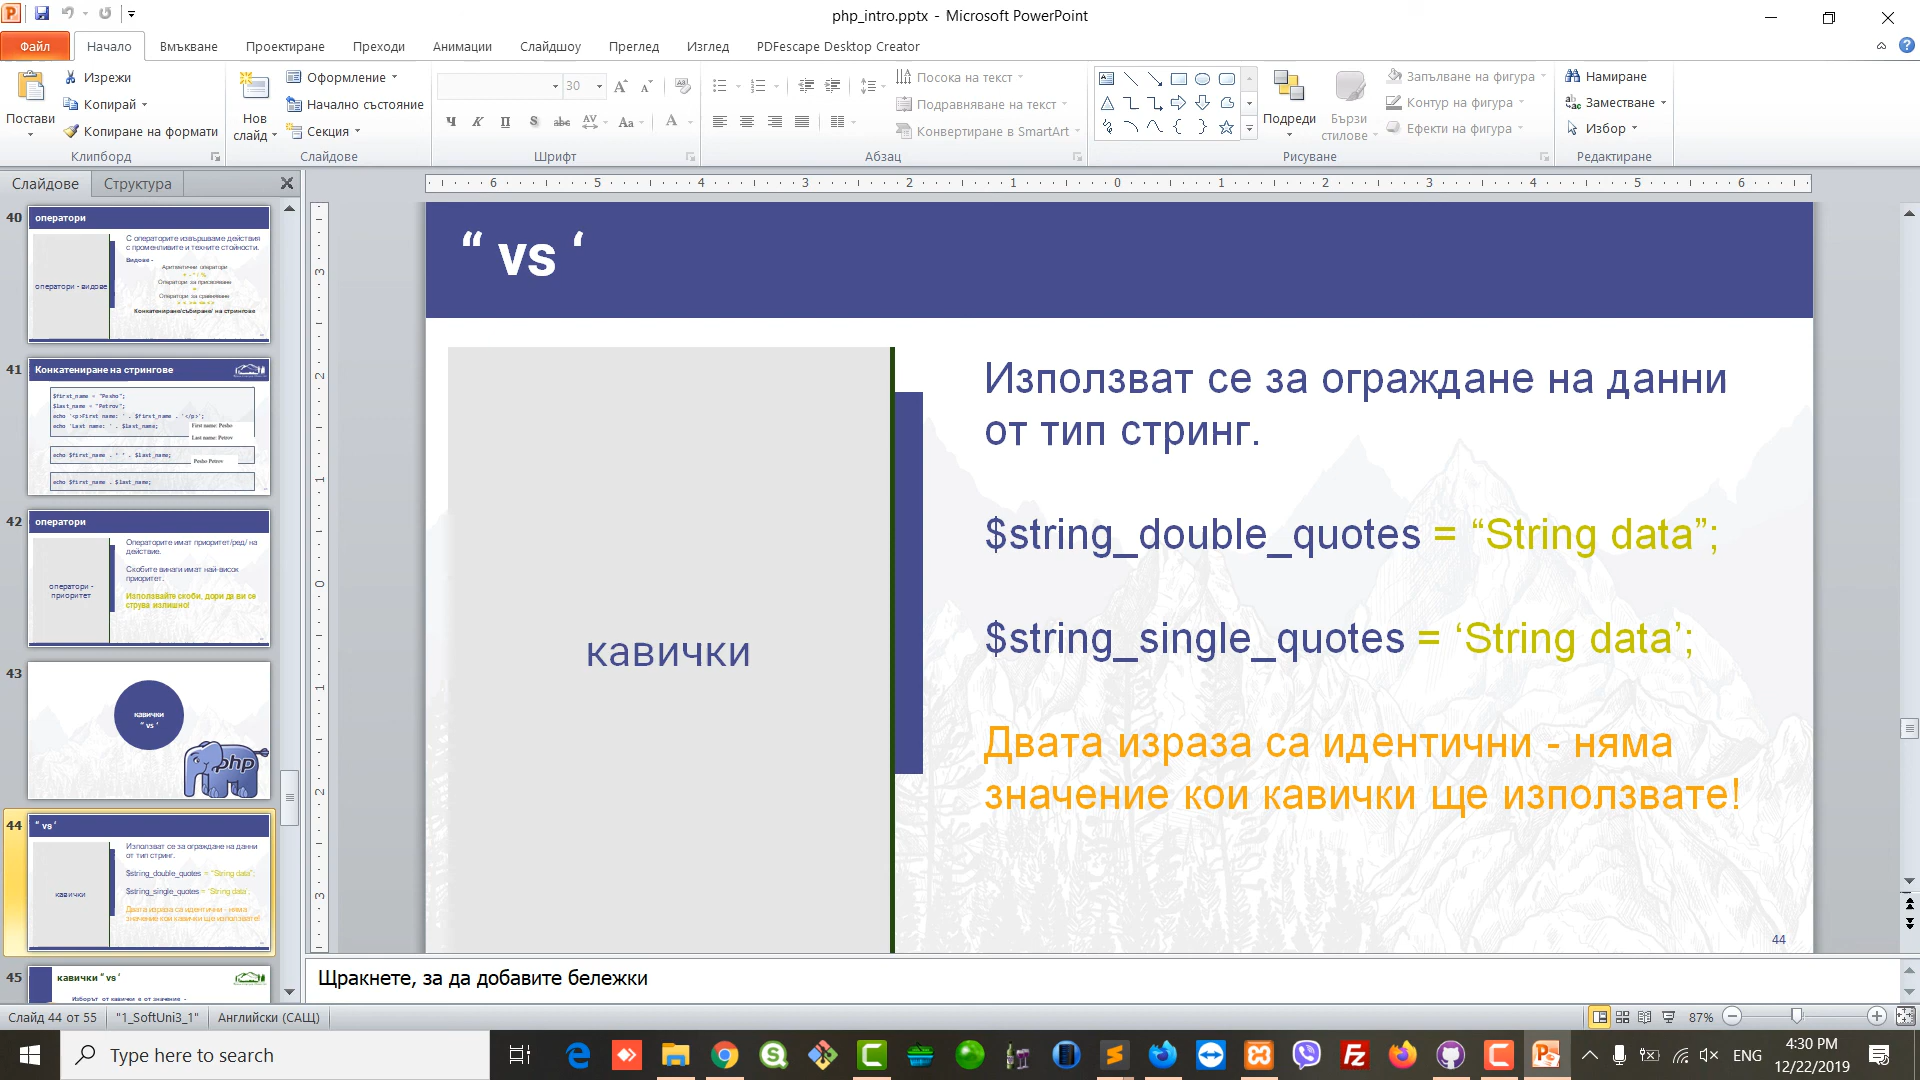 php_intro.pptx - Microsoft PowerPoint
Файл Начало Вмъкване Проектиране Преходи Анимации Слайдшоу Преглед Изглед PDFescape Desktop Creator
Постави
Изрежи
Копирай
Копиране на формати
Клипборд
Нов слайд
Оформление
Начално състояние
Секция
Слайдове
30
Шрифт
Посока на текст
Подравняване на текст
Конвертиране в SmartArt
Абзац
Подреди
Бързи стилове
Запълване на фигура
Контур на фигура
Ефекти на фигура
Рисуване
Намиране
Заместване
Избор
Редактиране
Слайдове Структура
40
оператори
оператори - видове
С операторите извършваме действия
с променливите и техните стойности.
Видове -
Аритметични оператори
Оператори за присвояване
Оператори за сравняване
Конкатениране/събиране/ на стрингове
41
Конкатениране на стрингове
$first_name = "Pesho";
$last_name = "Petrov";
echo '<p>First name: ' . $first_name . '</p>';
echo 'Last name: ' . $last_name;
First name: Pesho
Last name: Petrov
echo $first_name . ' ' . $last_name;
Pesho Petrov
echo $first_name . $last_name;
42
оператори
оператори -
приоритет
Операторите имат приоритет/ред/ на
действие.
Скобите винаги имат най-висок
приоритет.
Използвайте скоби, дори да ви се
струва излишно!
43
кавички
“ vs ‘
php
44
“ vs ‘
кавички
Използват се за ограждане на данни
от тип стринг.
$string_double_quotes = “String data”;
$string_single_quotes = ‘String data’;
Двата израза са идентични - няма
значение кои кавички ще използвате!
45
кавички “ vs ‘
Изборът от кавички е от значение -
“ vs ‘
кавички
Използват се за ограждане на данни
от тип стринг.
$string_double_quotes = “String data”;
$string_single_quotes = ‘String data’;
Двата израза са идентични - няма
значение кои кавички ще използвате!
44
Щракнете, за да добавите бележки
Слайд 44 от 55 "1_SoftUni3_1" Английски (САЩ) 87%
Type here to search
ENG
4:30 PM
12/22/2019